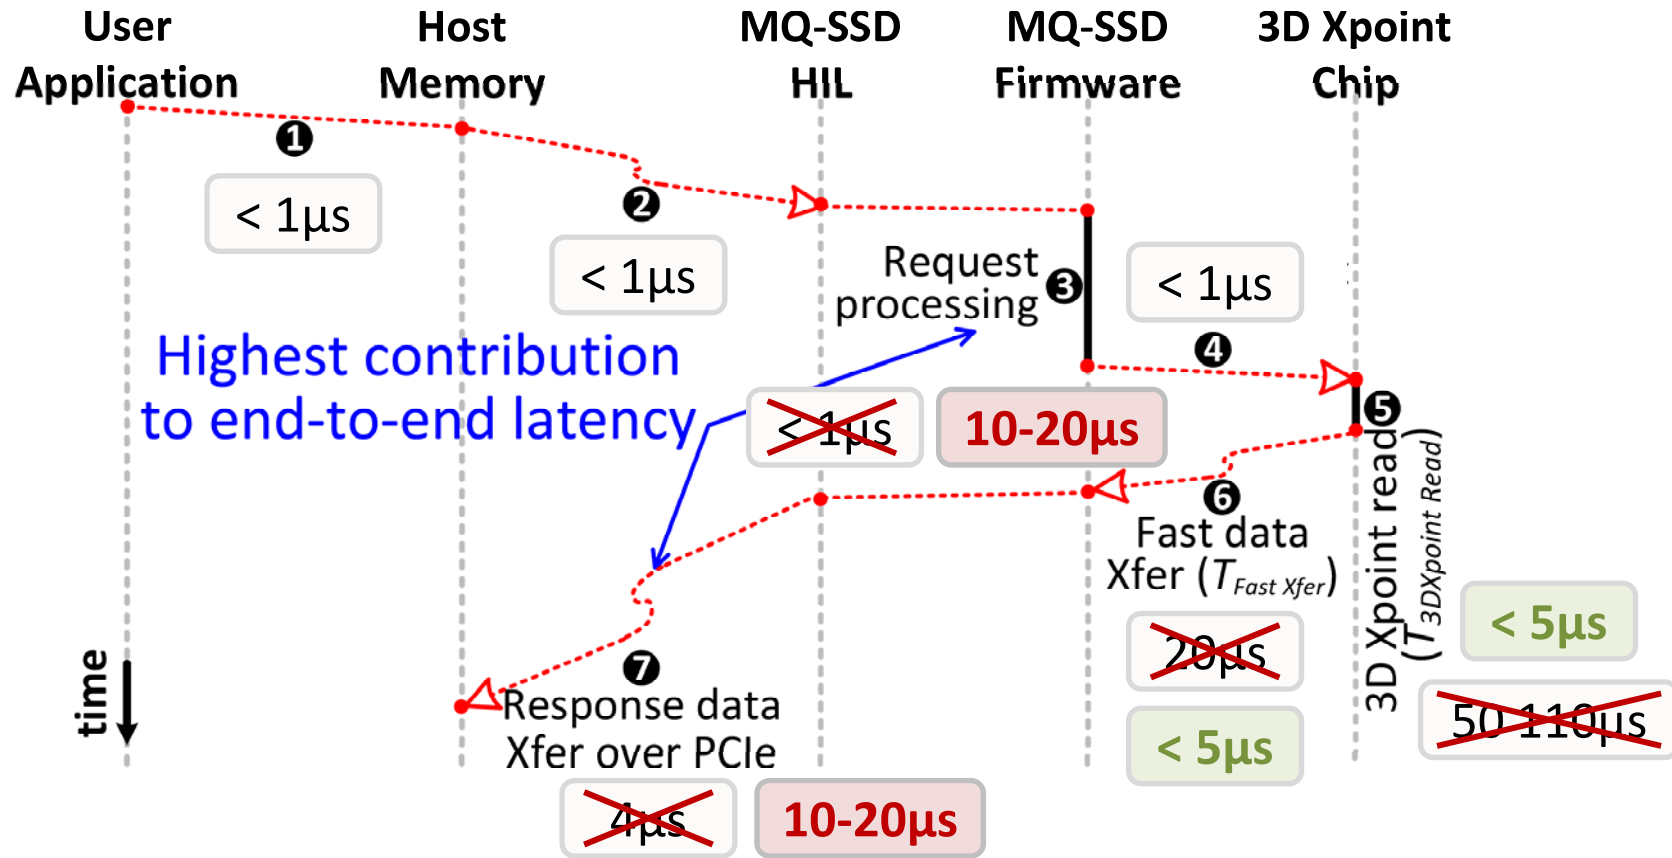 User
Application
Host
Memory
MQ-SSD
HIL
MQ-SSD
Firmware
3D Xpoint
Chip
1
< 1µs
2
< 1µs
Request
processing
3
< 1µs
4
Highest contribution
to end-to-end latency
< 1µs
10-20µs
5
3D Xpoint read
(T3DXpoint Read)
6
Fast data
Xfer (TFast Xfer)
20µs
< 5µs
< 5µs
50-110µs
time
7
Response data
Xfer over PCIe
4µs
10-20µs